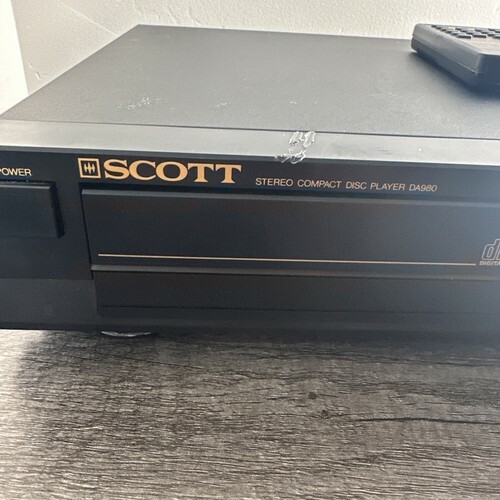 POWER
SCOTT
STEREO COMPACT DISC PLAYER DA980